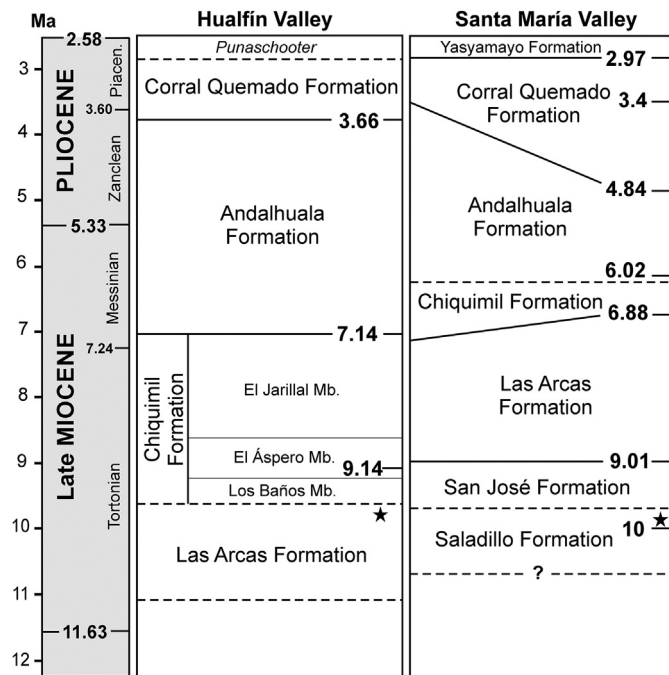 Ma
Hualfín Valley
Santa María Valley
2.58
3
Piacen.
3.60
4
PLIOCENE
Zanclean
5
5.33
6
Messinian
7
7.24
Late MIOCENE
8
9
Tortonian
10
11
11.63
12
Punaschooter
Corral Quemado Formation
3.66
Andalhuala
Formation
7.14
Chiquimil
Formation
El Jarillal Mb.
El Áspero Mb.
9.14
Los Baños Mb.
★
Las Arcas Formation
Yasyamayo Formation
2.97
Corral Quemado
Formation
3.4
4.84
Andalhuala
Formation
6.02
Chiquimil Formation
6.88
Las Arcas
Formation
9.01
San José Formation
★
Saladillo Formation
10
?